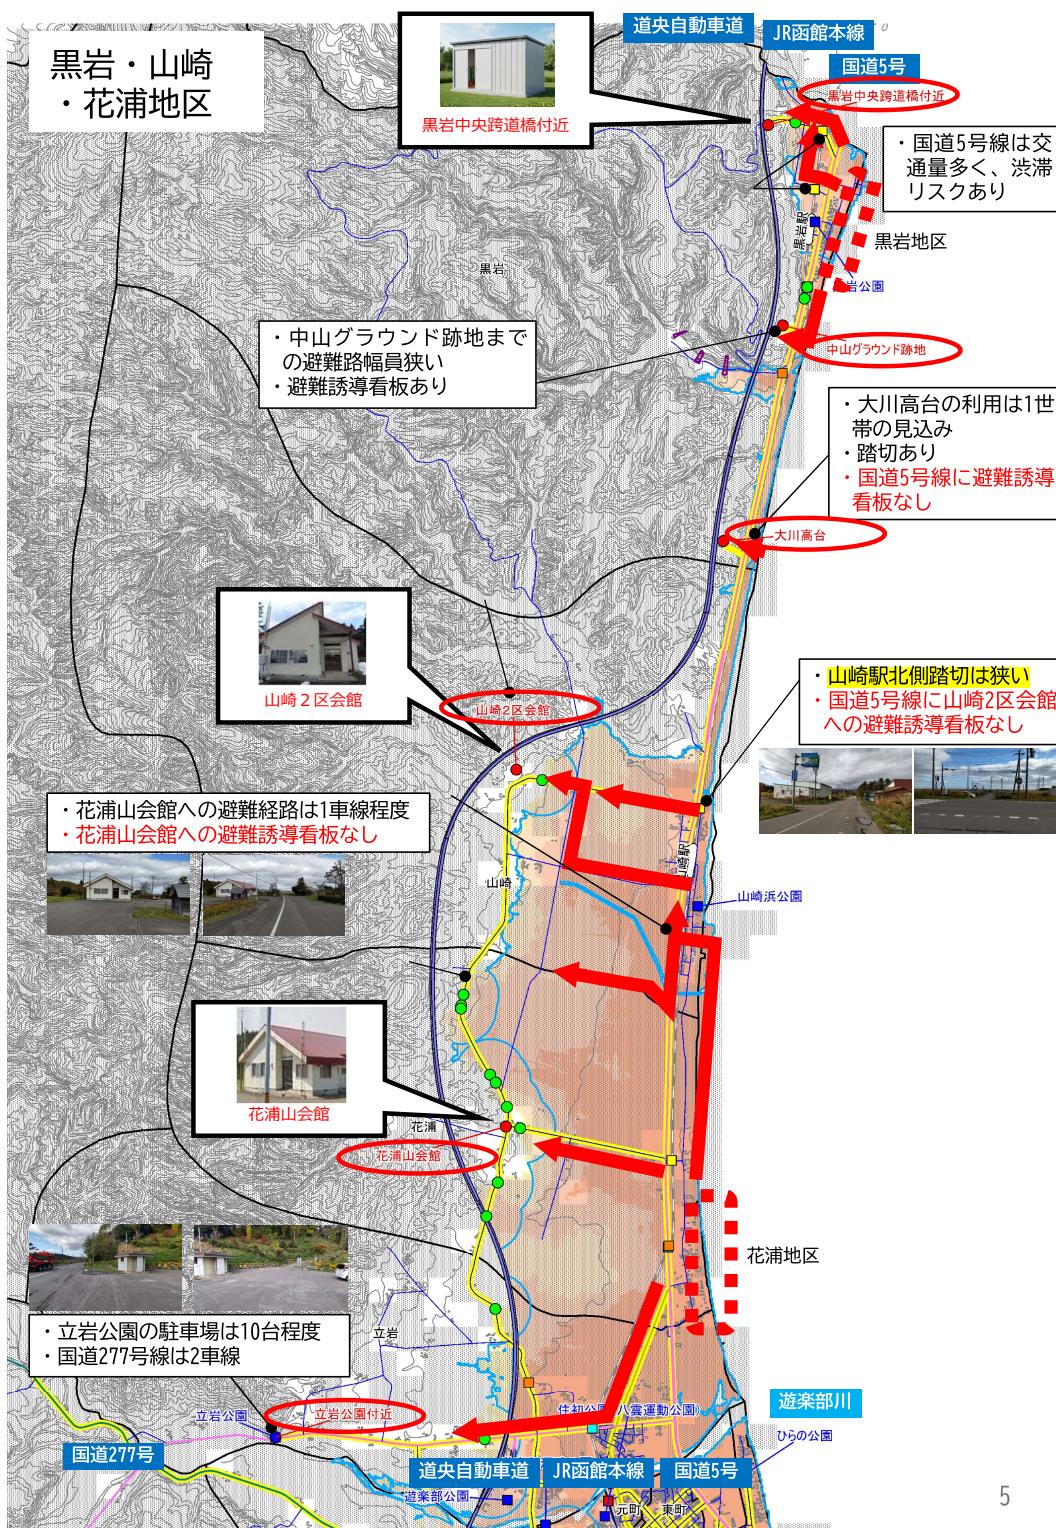 道央自動車道
JR函館本線
国道5号
黒岩・山崎
・花浦地区
黒岩中央跨道橋付近
黒岩中央跨道橋付近
・国道5号線は交
通量多く、渋滞
リスクあり
黒岩駅
黒岩地区
黒岩
岩公園
・中山グラウンド跡地まで
の避難路幅員狭い
・避難誘導看板あり
中山グラウンド跡地
・大川高台の利用は1世
帯の見込み
・踏切あり
・国道5号線に避難誘導
看板なし
大川高台
山崎２区会館
山崎2区会館
・山崎駅北側踏切は狭い
・国道5号線に山崎2区会館
への避難誘導看板なし
・花浦山会館への避難経路は1車線程度
・花浦山会館への避難誘導看板なし
山崎駅
山崎
山崎浜公園
花浦山会館
花浦
花浦山会館
花浦地区
・立岩公園の駐車場は10台程度
・国道277号線は2車線
立岩
立岩公園
立岩公園付近
住初公園(八雲運動公園)
遊楽部川
ひらの公園
国道277号
道央自動車道
JR函館本線
国道5号
遊楽部公園
元町
東町
5